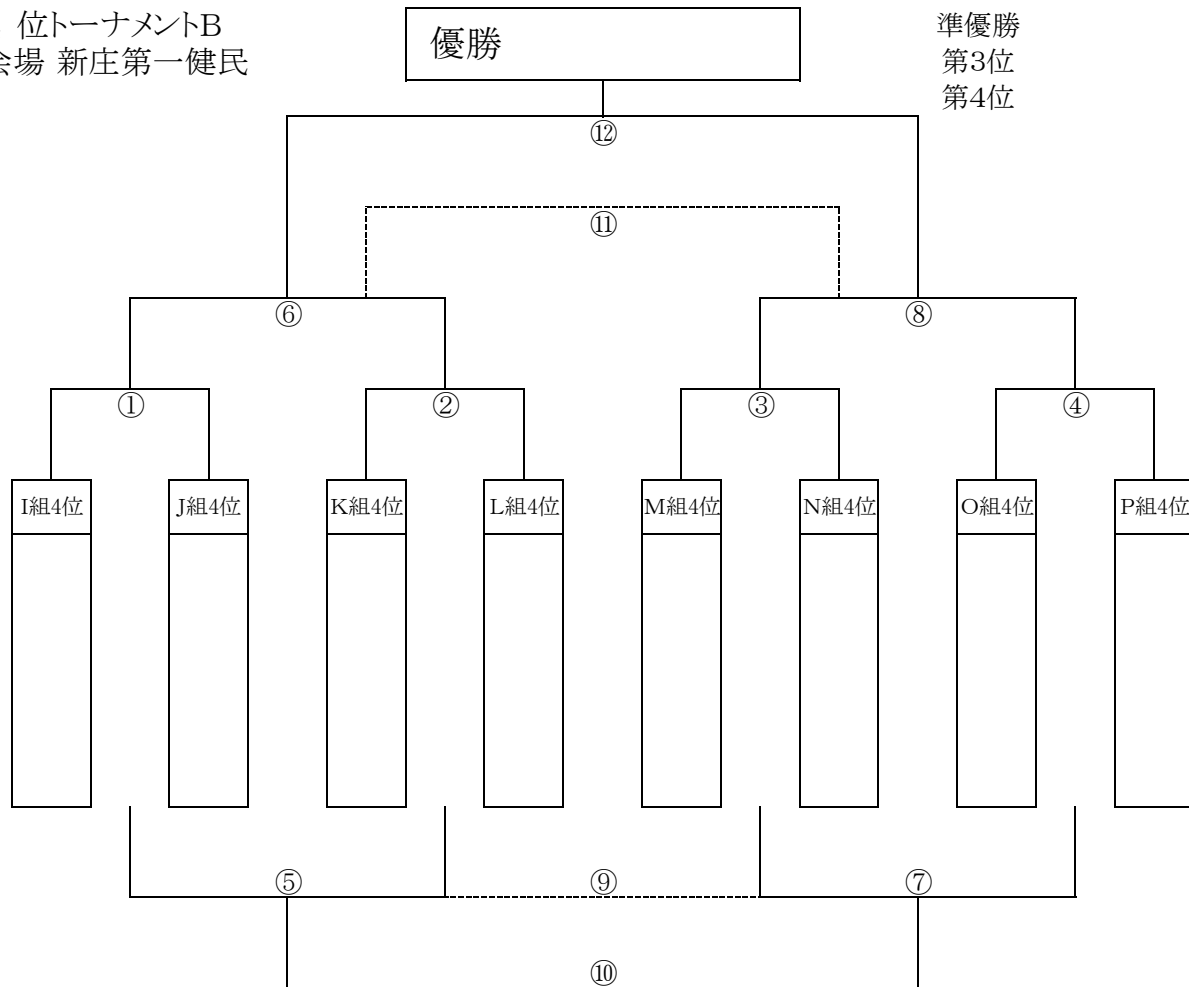 位トーナメントB
会場 新庄第一健民
優勝
準優勝
第3位
第4位
⑫
⑪
⑥
⑧
①
②
③
④
I組4位
J組4位
K組4位
L組4位
M組4位
N組4位
O組4位
P組4位
⑤
⑨
⑦
⑩